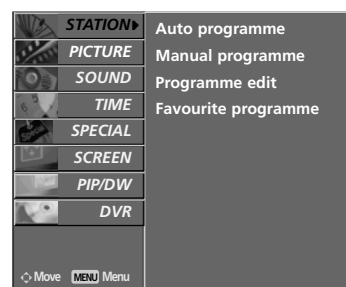 STATION
PICTURE
SOUND
TIME
SPECIAL
SCREEN
PIP/DW
DVR
Move MENU Menu
Auto programme
Manual programme
Programme edit
Favourite programme